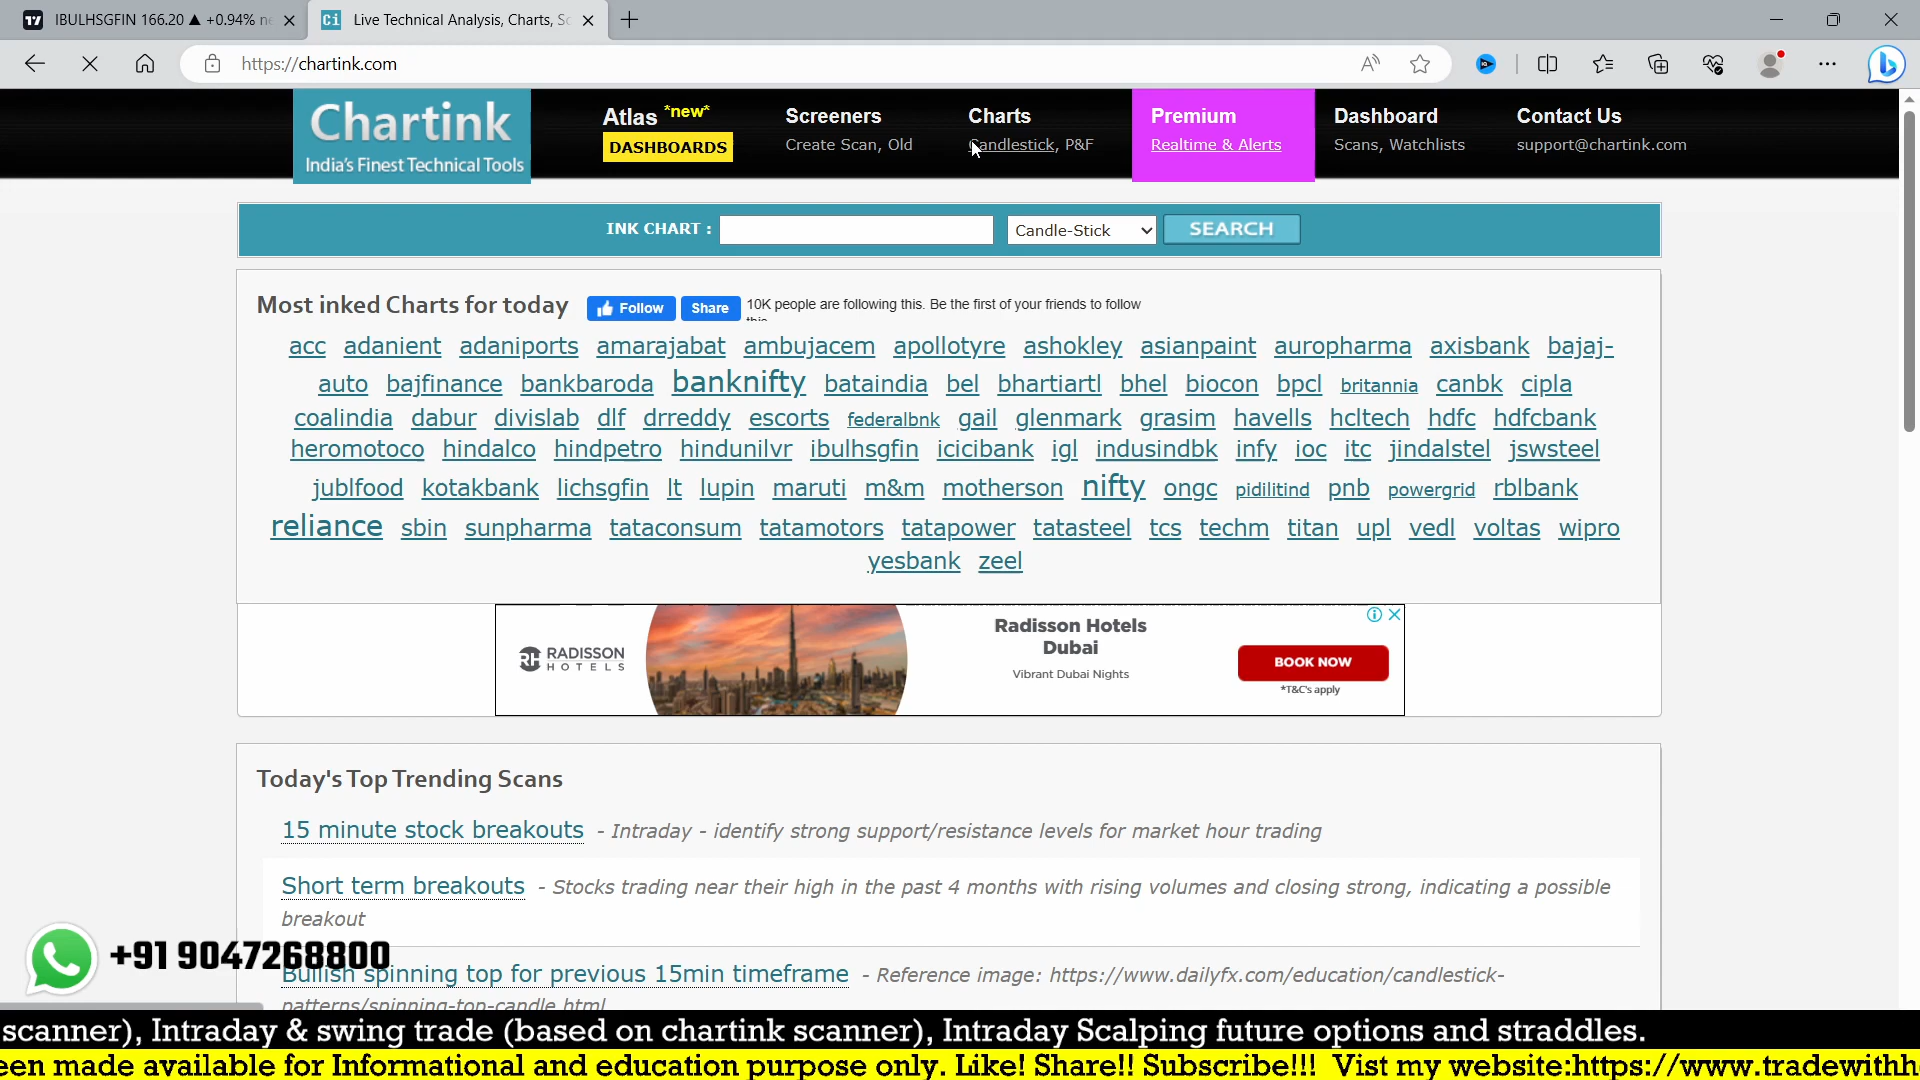 IBULHSGFIN 166.20 ▲ +0.94%
Live Technical Analysis, Charts,
https://chartink.com
Chartink
India's Finest Technical Tools
Atlas *new*
DASHBOARDS
Screeners
Create Scan, Old
Charts
Candlestick, P&F
Premium
Realtime & Alerts
Dashboard
Scans, Watchlists
Contact Us
support@chartink.com
INK CHART :
Candle-Stick
SEARCH
Most inked Charts for today
Follow
Share
10K people are following this. Be the first of your friends to follow
acc adanient adaniports amarajabat ambujacem apollotyre ashokley asianpaint auropharma axisbank bajaj-
auto bajfinance bankbaroda banknifty bataindia bel bhartiartl bhel biocon bpcl britannia canbk cipla
coalindia dabur divislab dlf drreddy escorts federalbnk gail glenmark grasim havells hcltech hdfc hdfcbank
heromotoco hindalco hindpetro hindunilvr ibulhsgfin icicibank igl indusindbk infy ioc itc jindalstel jswsteel
jublfood kotakbank lichsgfin lt lupin maruti m&m motherson nifty ongc pidilitind pnb powergrid rblbank
reliance sbin sunpharma tataconsum tatamotors tatapower tatasteel tcs techm titan upl vedl voltas wipro
yesbank zeel
RADISSON
HOTELS
Radisson Hotels
Dubai
Vibrant Dubai Nights
BOOK NOW
*T&C's apply
Today's Top Trending Scans
15 minute stock breakouts - Intraday - identify strong support/resistance levels for market hour trading
Short term breakouts - Stocks trading near their high in the past 4 months with rising volumes and closing strong, indicating a possible
breakout
+91 9047268800
Bullish spinning top for previous 15min timeframe - Reference image: https://www.dailyfx.com/education/candlestick-
patterns/spinning-top-candle.html
scanner), Intraday & swing trade (based on chartink scanner), Intraday Scalping future options and straddles.
een made available for Informational and education purpose only. Like! Share!! Subscribe!!! Vist my website:https://www.tradewithh